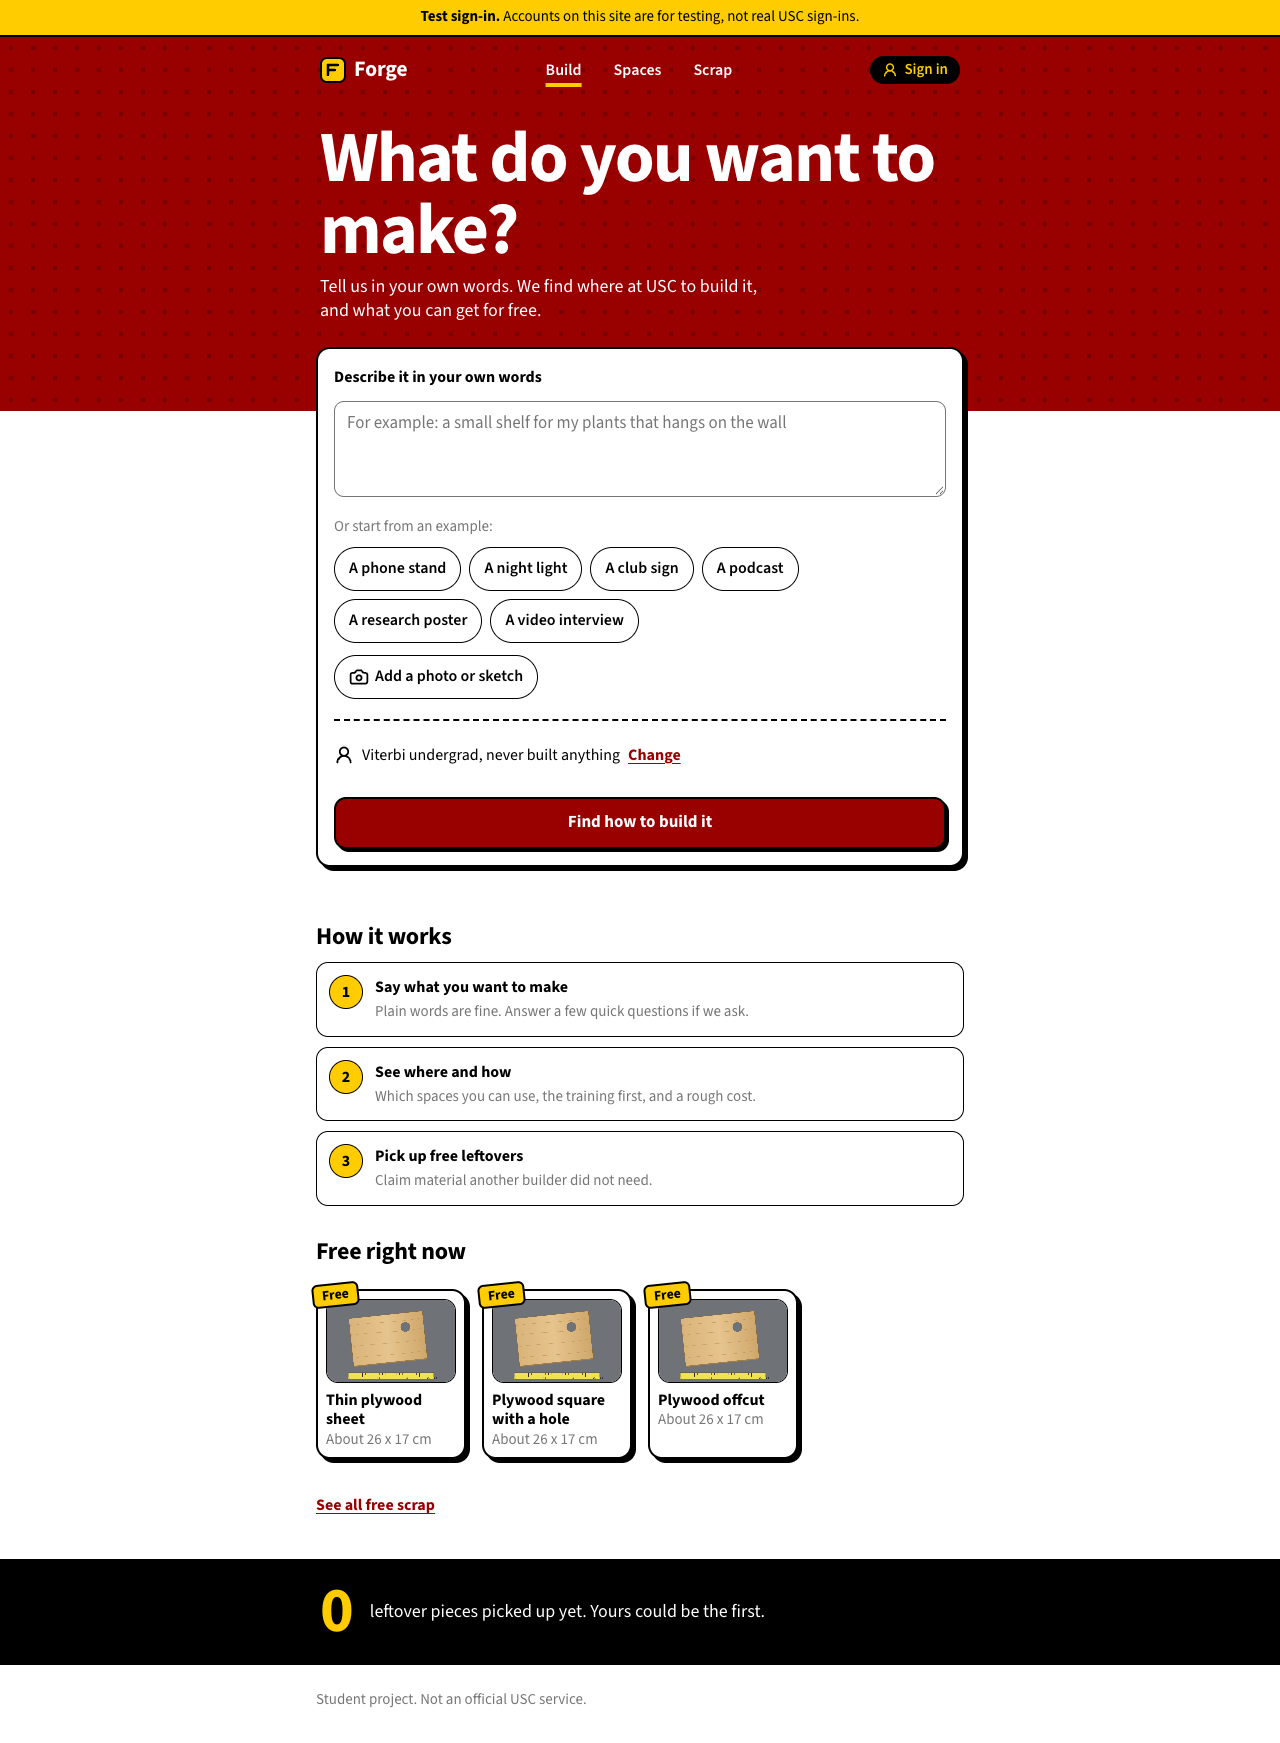 Test sign-in. Accounts on this site are for testing, not real USC sign-ins.
Forge
Build
Spaces
Scrap
Sign in
What do you want to
make?
Tell us in your own words. We find where at USC to build it,
and what you can get for free.
Describe it in your own words
For example: a small shelf for my plants that hangs on the wall
Or start from an example:
A phone stand
A night light
A club sign
A podcast
A research poster
A video interview
Add a photo or sketch
Viterbi undergrad, never built anything Change
Find how to build it
How it works
1
Say what you want to make
Plain words are fine. Answer a few quick questions if we ask.
2
See where and how
Which spaces you can use, the training first, and a rough cost.
3
Pick up free leftovers
Claim material another builder did not need.
Free right now
Free
Thin plywood
sheet
About 26 x 17 cm
Free
Plywood square
with a hole
About 26 x 17 cm
Free
Plywood offcut
About 26 x 17 cm
See all free scrap
0 leftover pieces picked up yet. Yours could be the first.
Student project. Not an official USC service.